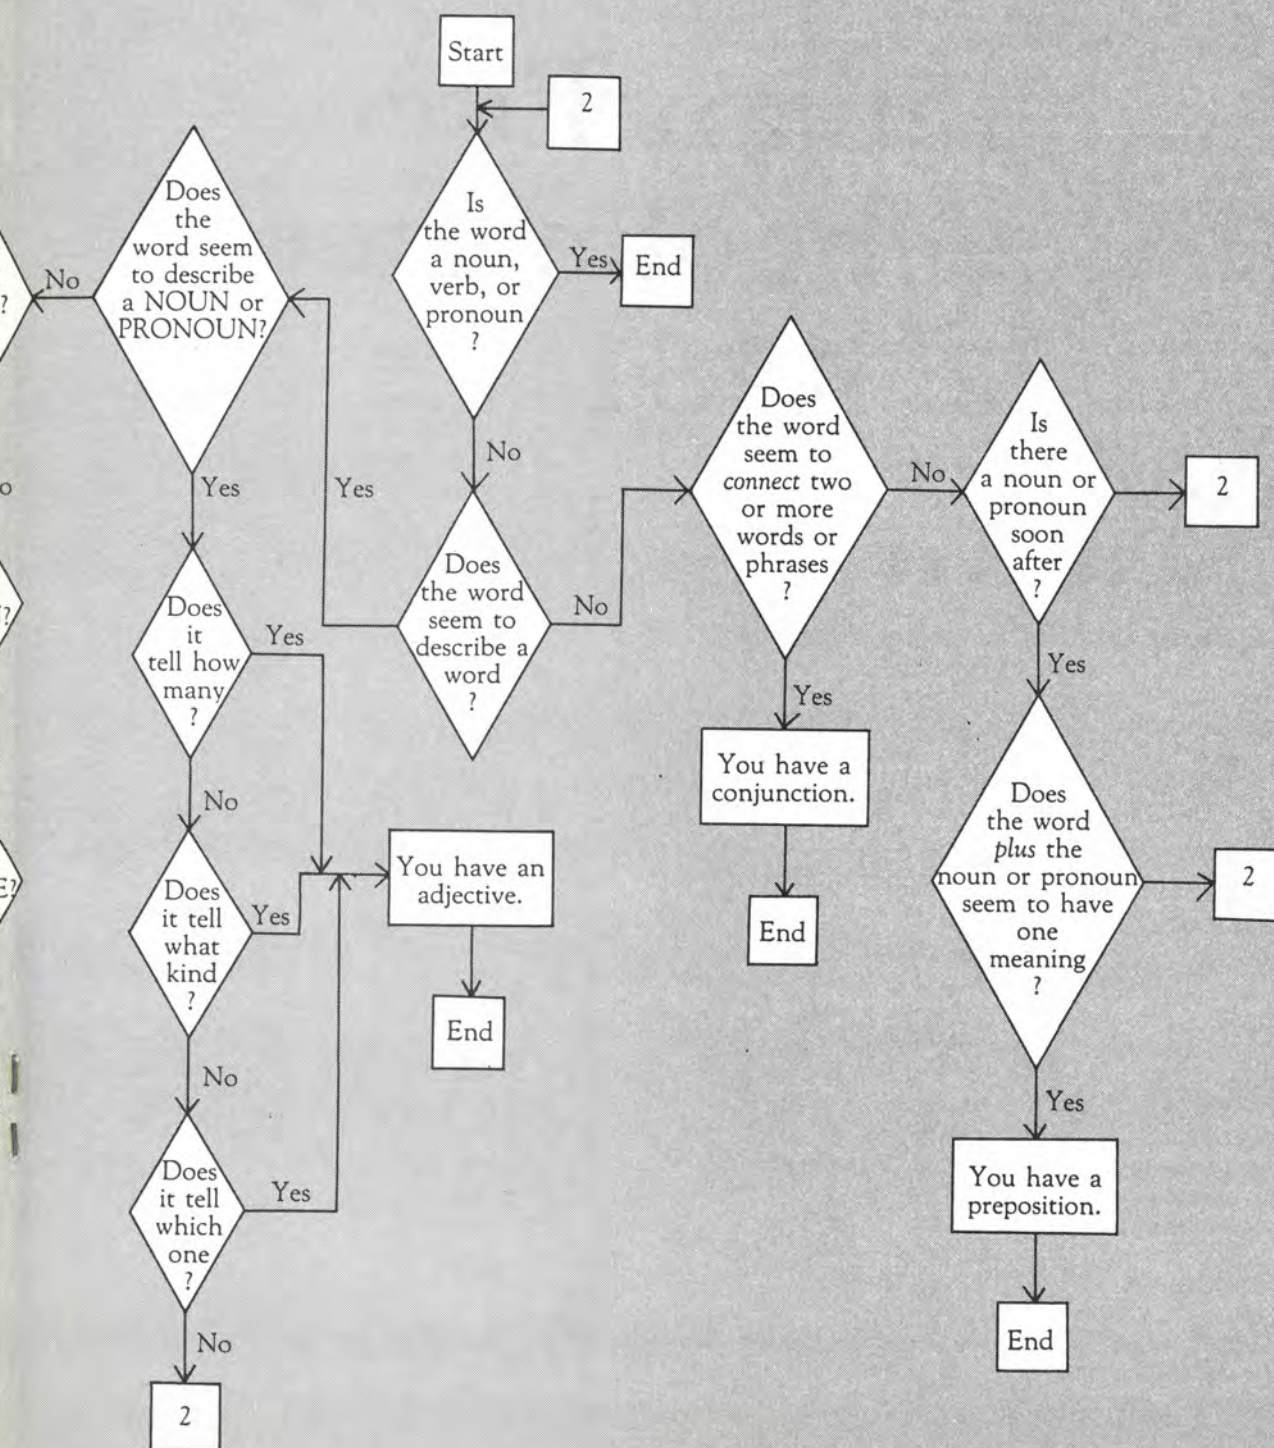 Start
2
Is
the word
a noun,
verb, or
pronoun
?
Yes
End
No
Does
the word
seem to
describe a
word
?
Yes
No
Does
the
word seem
to describe
a NOUN or
PRONOUN?
No
?
Yes
Does
it
tell how
many
?
Yes
No
Does
it tell
what
kind
?
Yes
No
Does
it tell
which
one
?
Yes
No
2
You have an
adjective.
End
Does
the word
seem to
connect two
or more
words or
phrases
?
No
Yes
You have a
conjunction.
End
Is
there
a noun or
pronoun
soon
after
?
2
Yes
Does
the word
plus the
noun or pronoun
seem to have
one
meaning
?
2
Yes
You have a
preposition.
End